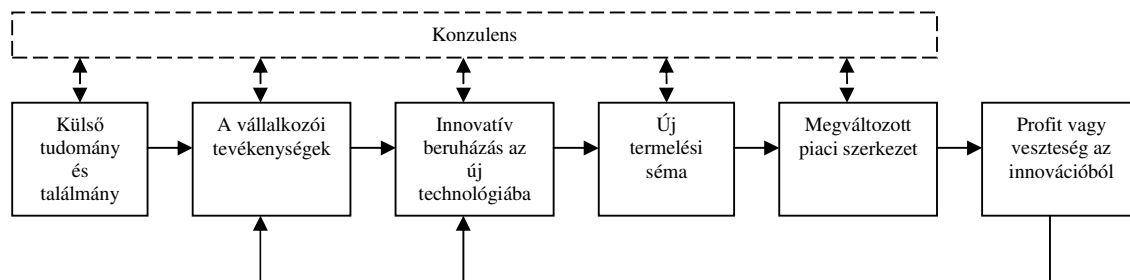 Konzulens
Külső
tudomány
és
találmány
A vállalkozói
tevékenységek
Innovatív
beruházás az
új
technológiába
Új
termelési
séma
Megváltozott
piaci szerkezet
Profit vagy
veszteség az
innovációból